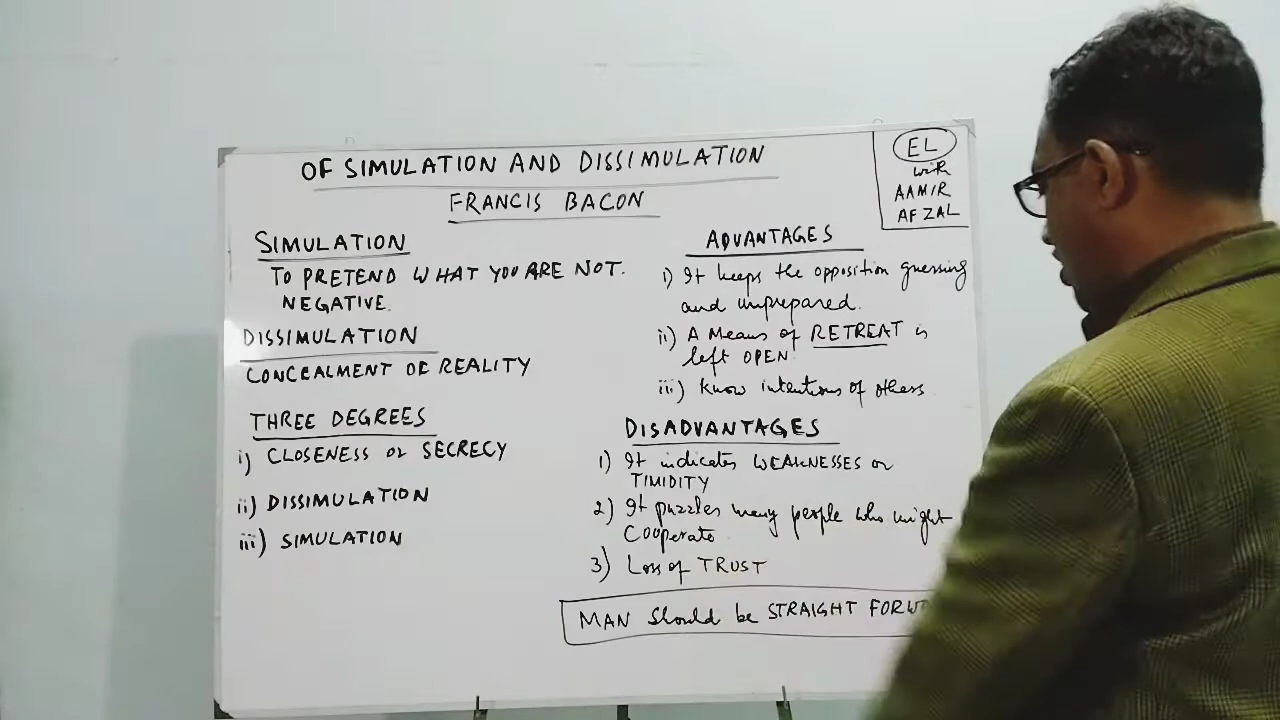 OF SIMULATION AND DISSIMULATION
FRANCIS BACON
EL
with
AAMIR
AFZAL
SIMULATION
TO PRETEND WHAT YOU ARE NOT.
NEGATIVE.
DISSIMULATION
CONCEALMENT OF REALITY
THREE DEGREES
i) CLOSENESS or SECRECY
ii) DISSIMULATION
iii) SIMULATION
ADVANTAGES
i) It keeps the opposition guessing
and unprepared.
ii) A Means of RETREAT is
left OPEN
iii) Know intentions of others
DISADVANTAGES
1) It indicates WEAKNESSES or
TIMIDITY
2) It puzzles many people who might
Cooperate.
3) Loss of TRUST
MAN should be STRAIGHT